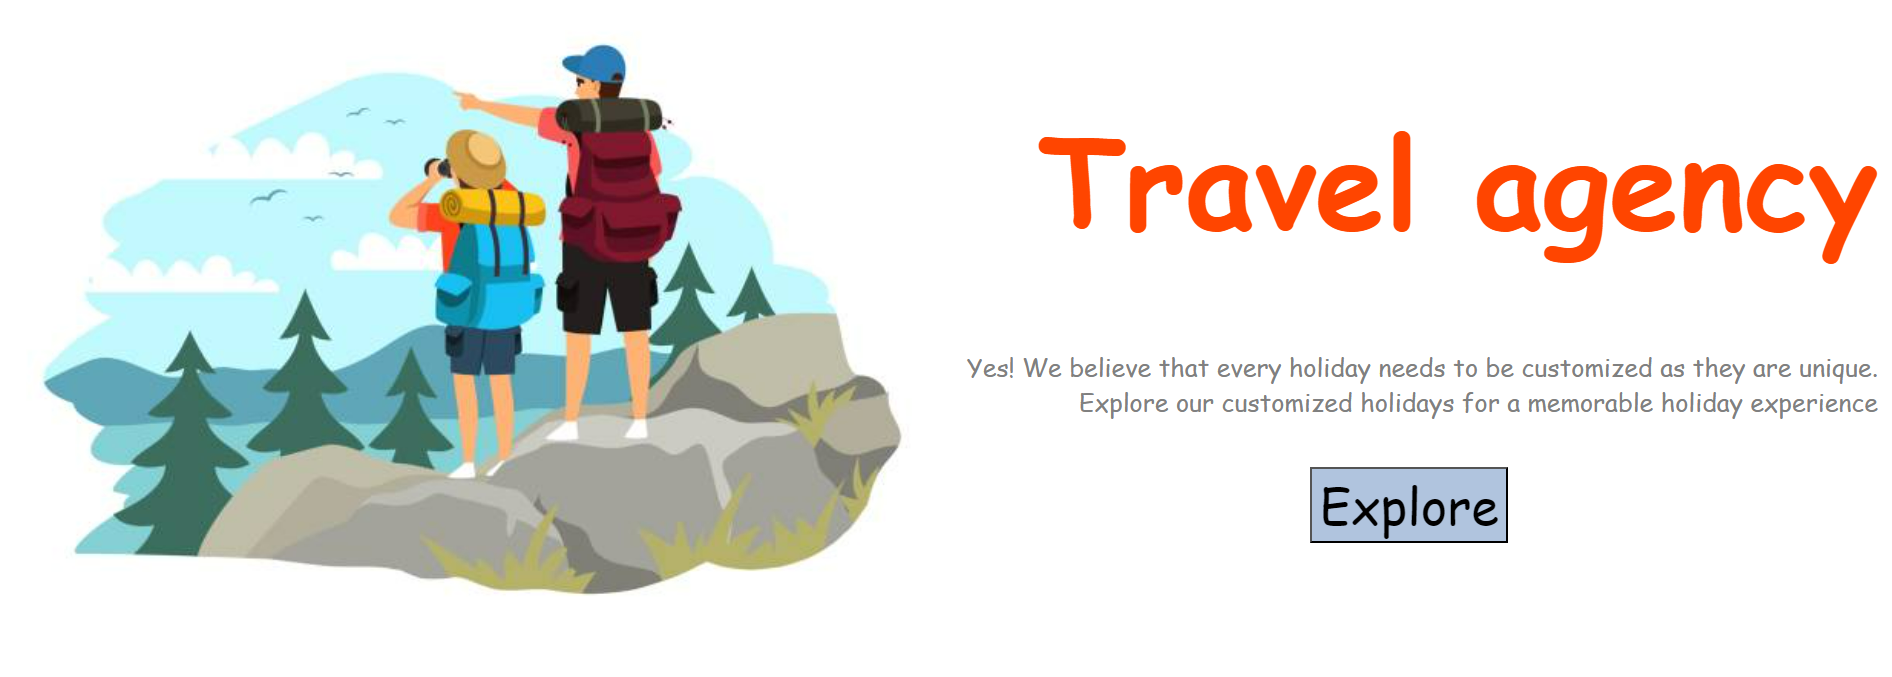 Travel agency
Yes! We believe that every holiday needs to be customized as they are unique.
Explore our customized holidays for a memorable holiday experience
Explore